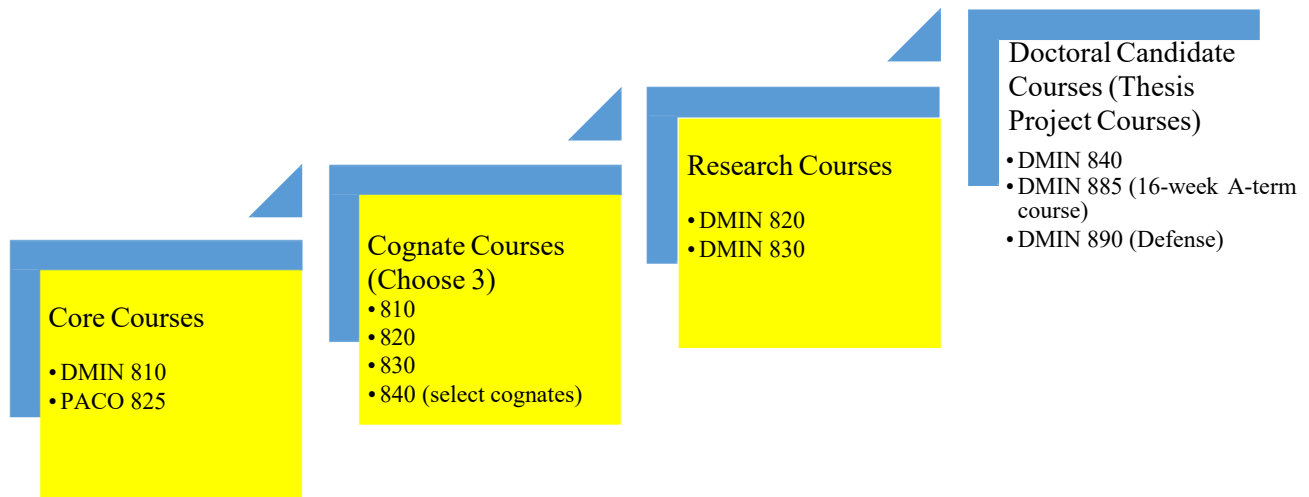 Core Courses
• DMIN 810
• PACO 825
Cognate Courses
(Choose 3)
• 810
• 820
• 830
• 840 (select cognates)
Research Courses
• DMIN 820
• DMIN 830
Doctoral Candidate
Courses (Thesis
Project Courses)
• DMIN 840
• DMIN 885 (16-week A-term
course)
• DMIN 890 (Defense)